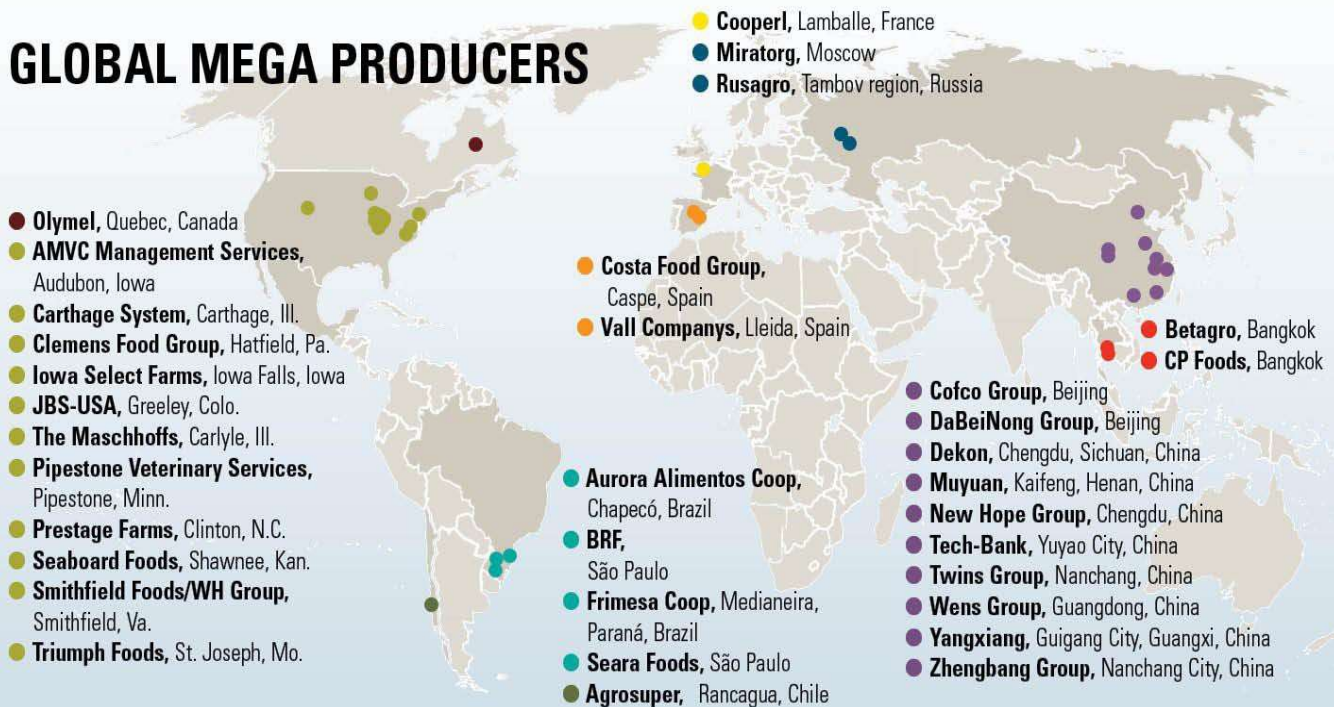 GLOBAL MEGA PRODUCERS
Cooperl, Lamballe, France
Miratorg, Moscow
Rusagro, Tambov region, Russia
Olymel, Quebec, Canada
AMVC Management Services,
Audubon, Iowa
Carthage System, Carthage, Ill.
Clemens Food Group, Hatfield, Pa.
Iowa Select Farms, Iowa Falls, Iowa
JBS-USA, Greeley, Colo.
The Maschhoffs, Carlyle, Ill.
Pipestone Veterinary Services,
Pipestone, Minn.
Prestage Farms, Clinton, N.C.
Seaboard Foods, Shawnee, Kan.
Smithfield Foods/WH Group,
Smithfield, Va.
Triumph Foods, St. Joseph, Mo.
Costa Food Group,
Caspe, Spain
Vall Companys, Lleida, Spain
Aurora Alimentos Coop,
Chapecó, Brazil
BRF,
São Paulo
Frimesa Coop, Medianeira,
Paraná, Brazil
Seara Foods, São Paulo
Agrosuper, Rancagua, Chile
Betagro, Bangkok
CP Foods, Bangkok
Cofco Group, Beijing
DaBeiNong Group, Beijing
Dekon, Chengdu, Sichuan, China
Muyuan, Kaifeng, Henan, China
New Hope Group, Chengdu, China
Tech-Bank, Yuyao City, China
Twins Group, Nanchang, China
Wens Group, Guangdong, China
Yangxiang, Guigang City, Guangxi, China
Zhengbang Group, Nanchang City, China